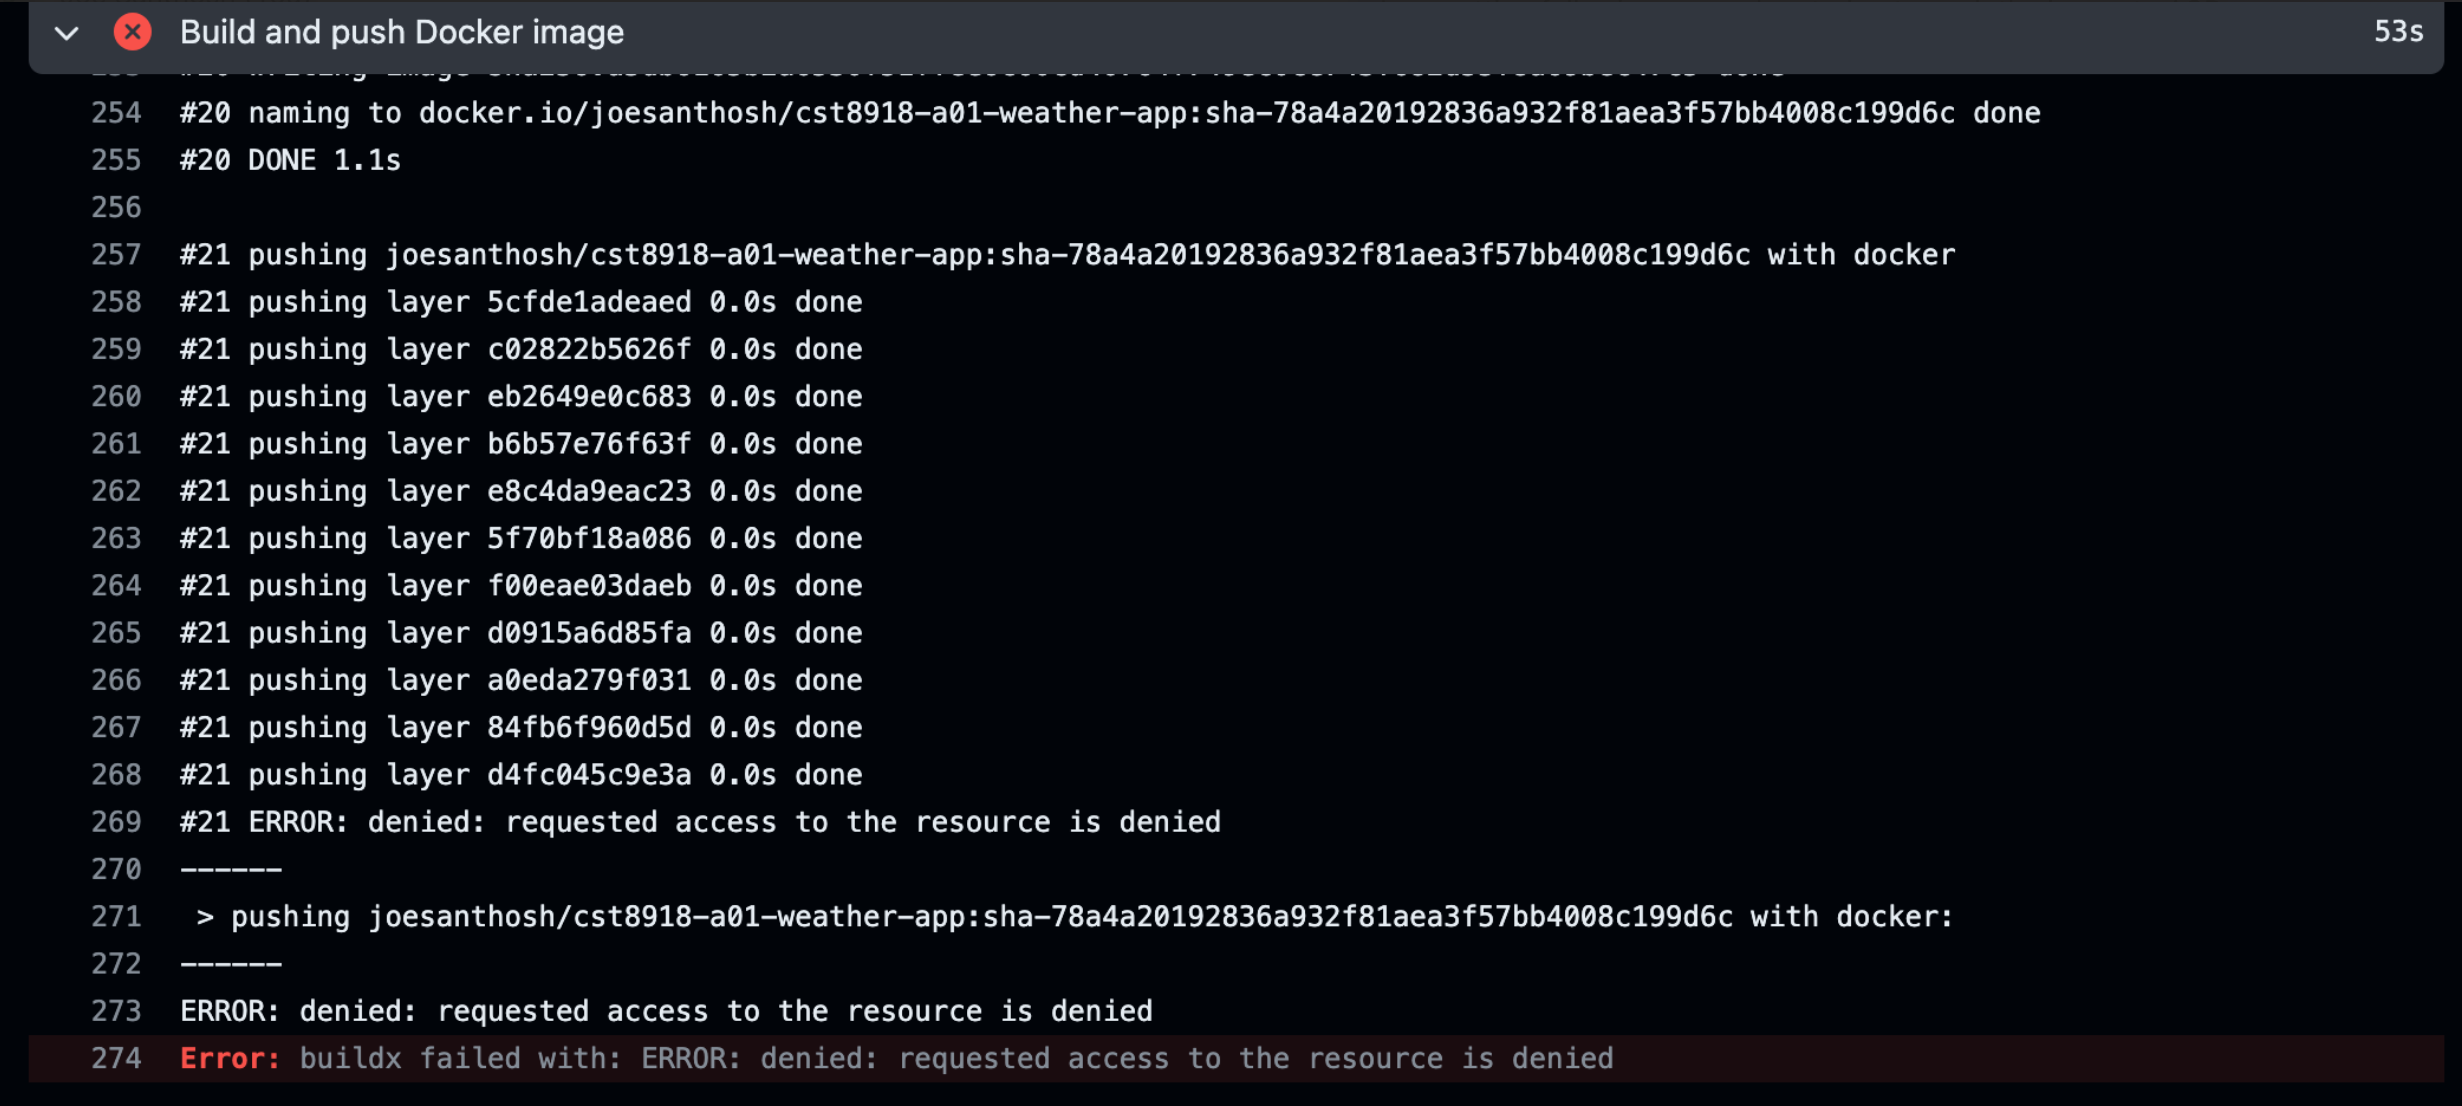 Build and push Docker image 53s
254 #20 naming to docker.io/joesanthosh/cst8918-a01-weather-app:sha-78a4a20192836a932f81aea3f57bb4008c199d6c done
255 #20 DONE 1.1s
256
257 #21 pushing joesanthosh/cst8918-a01-weather-app:sha-78a4a20192836a932f81aea3f57bb4008c199d6c with docker
258 #21 pushing layer 5cfde1adeaed 0.0s done
259 #21 pushing layer c02822b5626f 0.0s done
260 #21 pushing layer eb2649e0c683 0.0s done
261 #21 pushing layer b6b57e76f63f 0.0s done
262 #21 pushing layer e8c4da9eac23 0.0s done
263 #21 pushing layer 5f70bf18a086 0.0s done
264 #21 pushing layer f00eae03daeb 0.0s done
265 #21 pushing layer d0915a6d85fa 0.0s done
266 #21 pushing layer a0eda279f031 0.0s done
267 #21 pushing layer 84fb6f960d5d 0.0s done
268 #21 pushing layer d4fc045c9e3a 0.0s done
269 #21 ERROR: denied: requested access to the resource is denied
270 ------
271 > pushing joesanthosh/cst8918-a01-weather-app:sha-78a4a20192836a932f81aea3f57bb4008c199d6c with docker:
272 ------
273 ERROR: denied: requested access to the resource is denied
274 Error: buildx failed with: ERROR: denied: requested access to the resource is denied